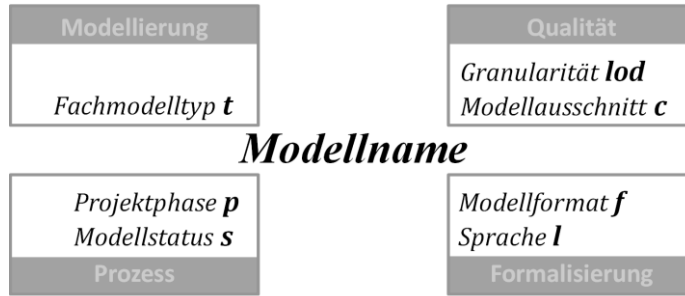 Modellierung
Fachmodelltyp t
Qualität
Granularität lod
Modellausschnitt c
Modellname
Projektphase p
Modellstatus s
Prozess
Modellformat f
Sprache l
Formalisierung